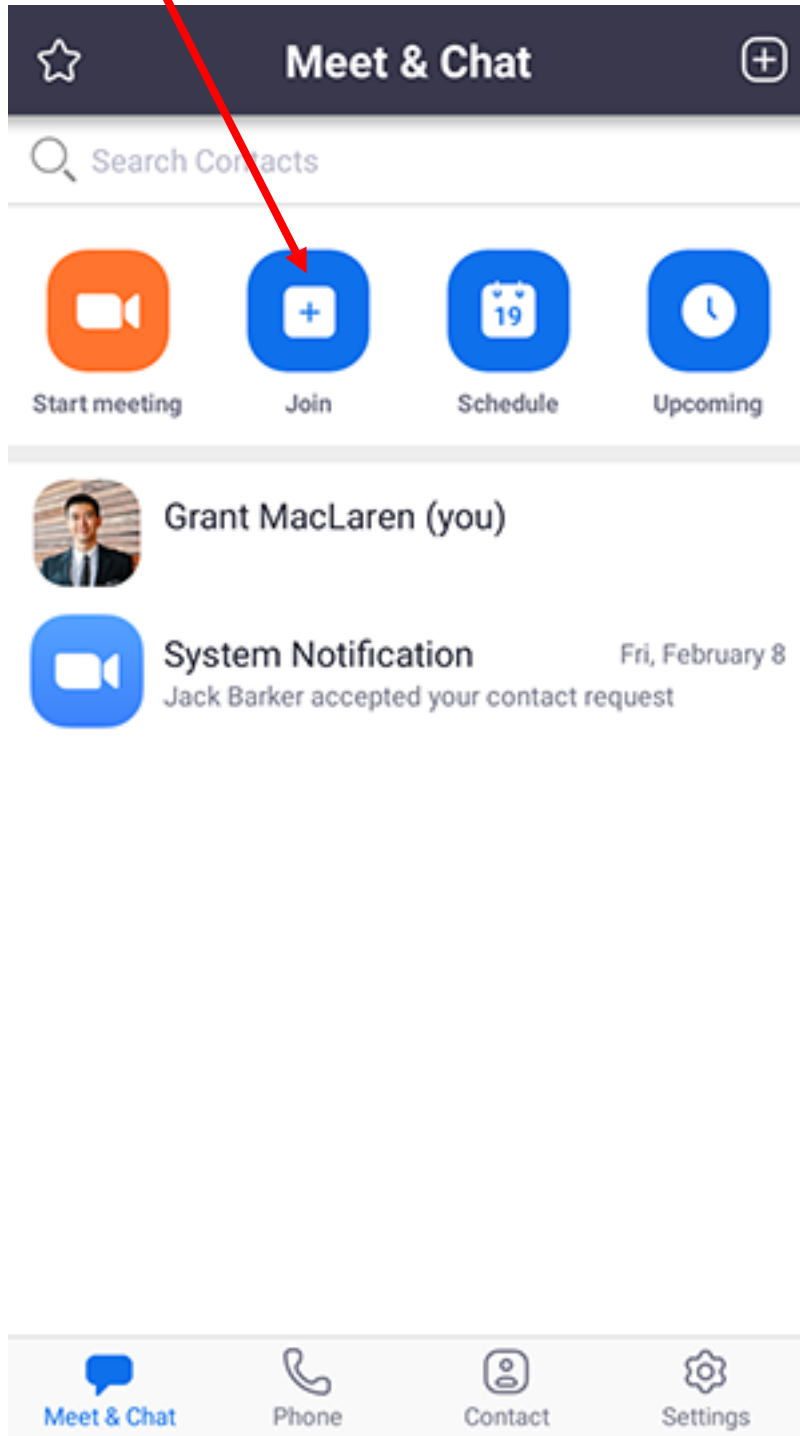 Meet & Chat
Search Contacts
19
Start meeting Join Schedule Upcoming
Grant MacLaren (you)
System Notification Fri, February 8
Jack Barker accepted your contact request
Meet & Chat Phone Contact Settings